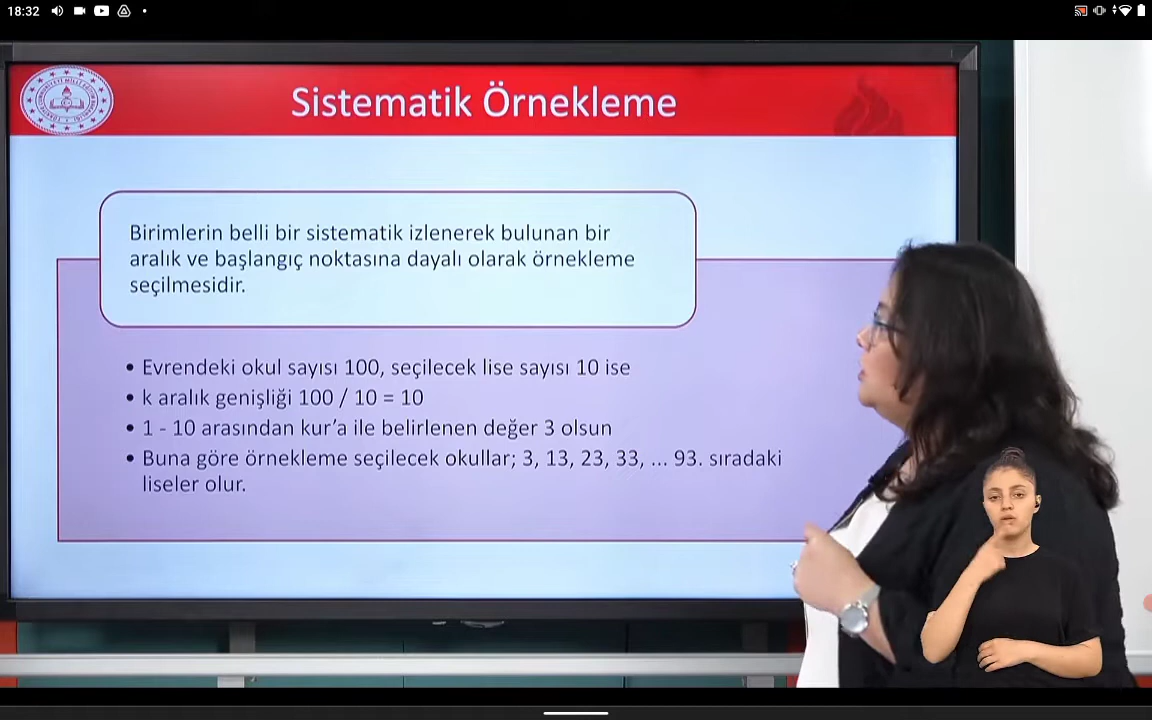 18:32
Sistematik Örnekleme
Birimlerin belli bir sistematik izlenerek bulunan bir
aralık ve başlangıç noktasına dayalı olarak örnekleme
seçilmesidir.
• Evrendeki okul sayısı 100, seçilecek lise sayısı 10 ise
• k aralık genişliği 100 / 10 = 10
• 1 - 10 arasından kur’a ile belirlenen değer 3 olsun
• Buna göre örnekleme seçilecek okullar; 3, 13, 23, 33, ... 93. sıradaki
liseler olur.